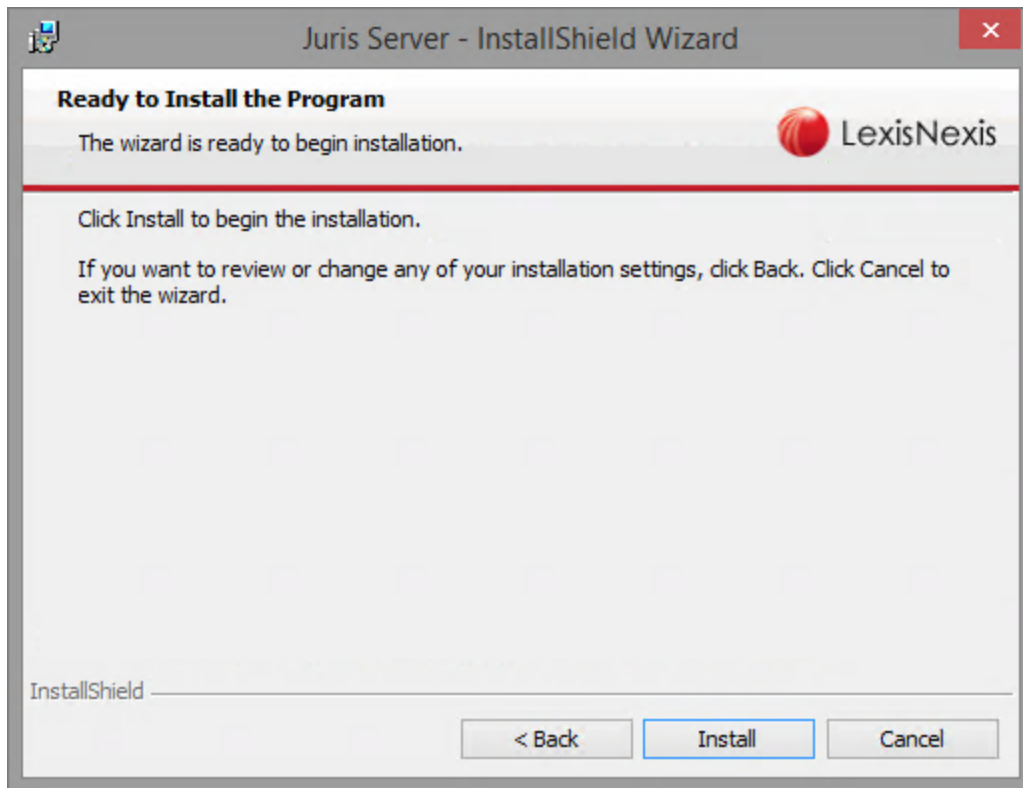 Juris Server - InstallShield Wizard
Ready to Install the Program
The wizard is ready to begin installation.
LexisNexis
Click Install to begin the installation.
If you want to review or change any of your installation settings, click Back. Click Cancel to
exit the wizard.
InstallShield
< Back
Install
Cancel